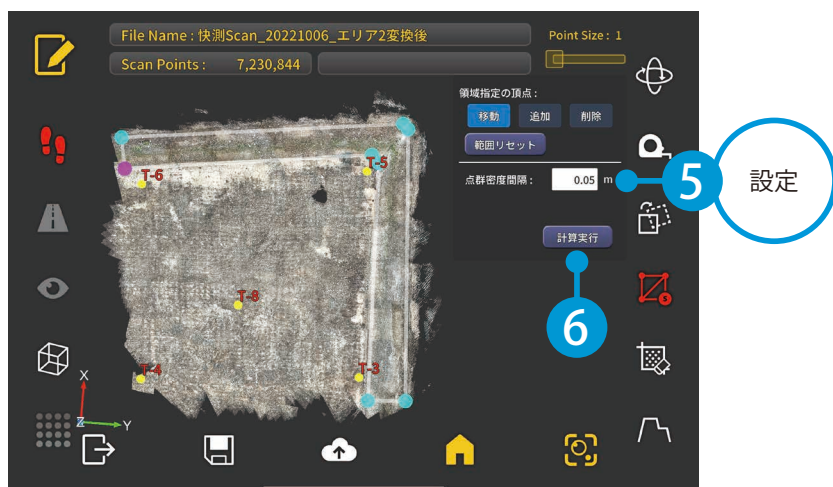 File Name : 快測Scan_20221006_エリア2変換後
Point Size : 1
Scan Points : 7,230,844
領域指定の頂点 :
移動 追加 削除
範囲リセット
点群密度間隔 : 0.05 m
5 設定
計算実行
6
T-6
T-5
T-8
T-4
T-3
X
Z
Y
S